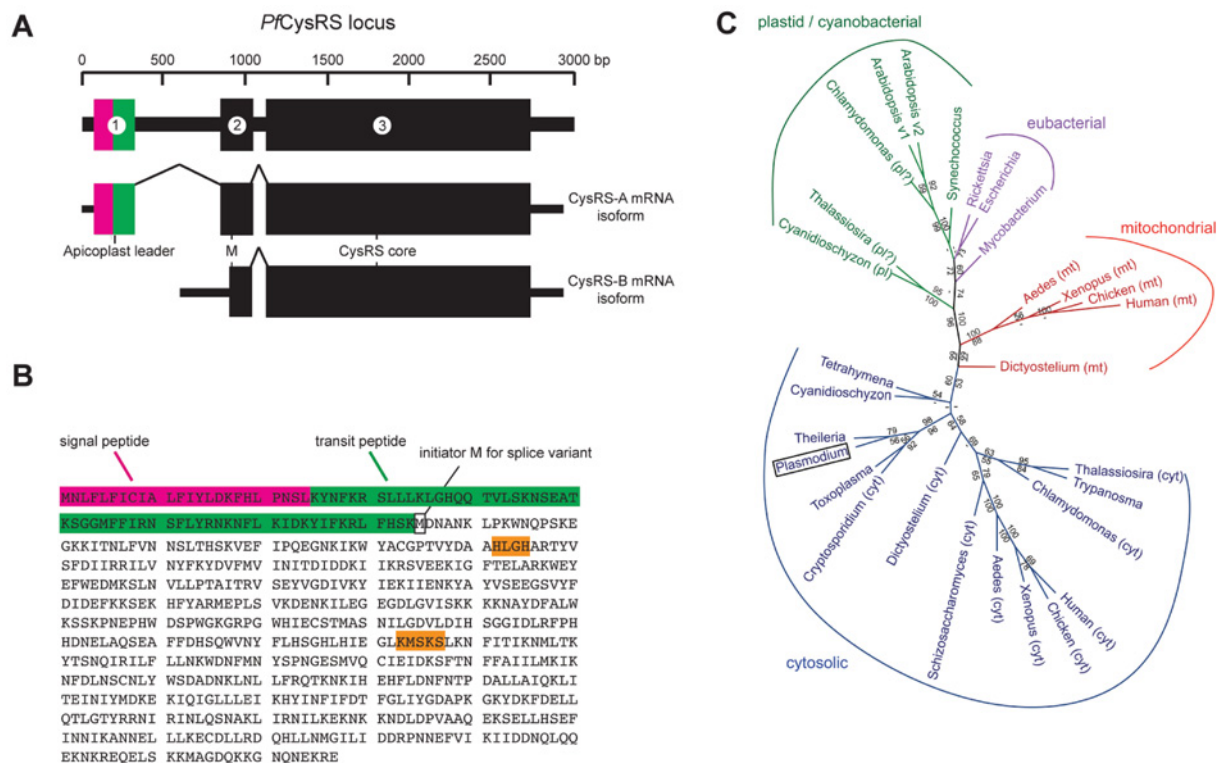 A
PfCysRS locus
0 500 1000 1500 2000 2500 3000 bp
1 2 3
CysRS-A mRNA
isoform
Apicoplast leader M CysRS core
CysRS-B mRNA
isoform
B
signal peptide transit peptide initiator M for splice variant
MNLFLFICIA LFIYLDKFHL PNSLKYNFKR SLLLKLGHQQ TVLSKNSEAT
KSGGMFFIRN SFLYRNKNFL KIDKYIFKRL FHSKMDNANK LPKWNQPSKE
GKKITNLFVN NSLTHSKVEF IPQEGNKIKW YACGPTVYDA AHLGHARTYV
SFDIIRRILV NYFKYDVFMV INITDIDDKI IKRSVEEKIG FTELARKWEY
EFWEDMKSLN VLLPTAITRV SEYVGDIVKY IEKIIENKYA YVSEEGSVYF
DIDEFKKSEK HFYARMEPLS VKDENKILEG EGDLGVISKK KKNAYDFALW
KSSKPNEPHW DSPWGKGRPG WHIECSTMAS NILGDVLDIH SGGIDLRFPH
HDNELAQSEA FFDHSQWVNY FLHSGHLHIE GLKMSKSLKN FITIKNMLTK
YTSNQIRILF LLNKWDNFMN YSPNGESMVQ CIEIDKSFTN FFAIILMKIK
NFDLNSCNLY WSDADNKLNL LFRQTKNKIH EHFLDNFNTP DALLAIQKLI
TEINIYMDKE KIQIGLLLEI KHYINFIFDT FGLIYGDAPK GKYDKFDELL
QTLGTYRRNI RINLQSNAKL IRNILKEKNK KNDLDPVAAQ EKSELLHSEF
INNIKANNEL LLKECDLLRD QHLLNMGILI DDRPNNEFVI KIIDDNQLQQ
EKNKREQELS KKMAGDQKKG NQNEKRE
C
plastid / cyanobacterial
Chlamydomonas (pl?)
Arabidopsis v1
Arabidopsis v2
Synechococcus
eubacterial
Rickettsia
Escherichia
Mycobacterium
Thalassiosira (pl?)
Cyanidioschyzon (pl)
mitochondrial
Aedes (mt)
Xenopus (mt)
Chicken (mt)
Human (mt)
Dictyostelium (mt)
Tetrahymena
Cyanidioschyzon
Theileria
Plasmodium
Toxoplasma
Cryptosporidium (cyt)
Dictyostelium (cyt)
Schizosaccharomyces (cyt)
Aedes (cyt)
Xenopus (cyt)
Chicken (cyt)
Human (cyt)
Chlamydomonas (cyt)
Trypanosma
Thalassiosira (cyt)
cytosolic